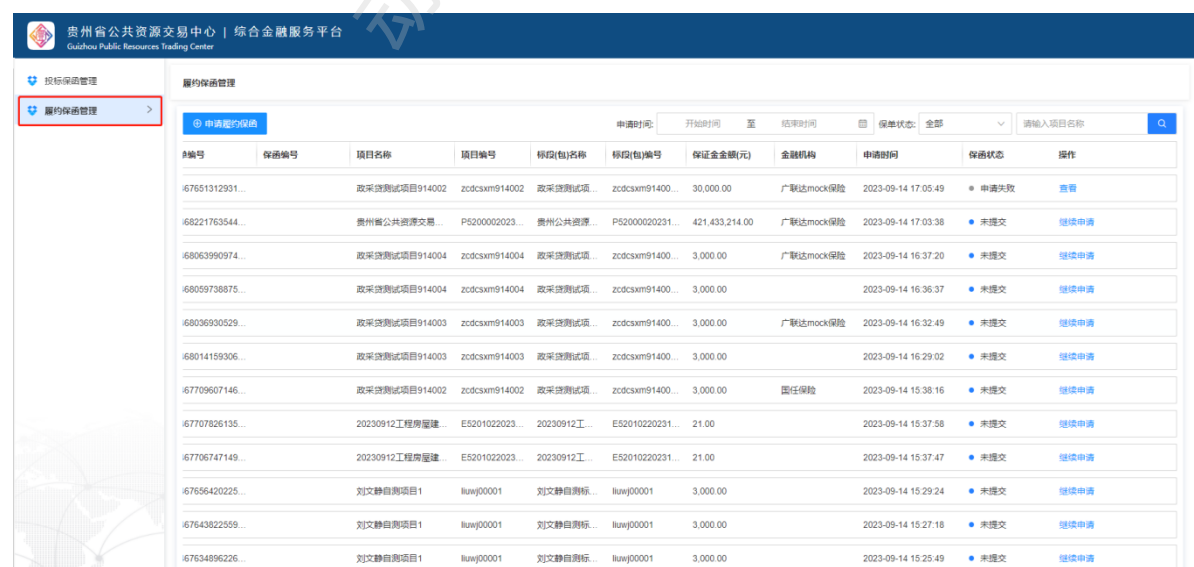 贵州省公共资源交易中心 | 综合金融服务平台
Guizhou Public Resources Trading Center
投标保函管理
履约保函管理
履约保函管理
申请履约保函 申请时间: 开始时间 至 结束时间 保单状态: 全部 请输入项目名称
编号 保函编号 项目名称 项目编号 标段(包)名称 标段(包)编号 保证金金额(元) 金融机构 申请时间 保函状态 操作
67651312931... 政采贷测试项目914002 zcdcsxm914002 政采贷测试项... zcdcsxm91400... 30,000.00 广联达mock保险 2023-09-14 17:05:49 申请失败 查看
68221763544... 贵州省公共资源交易... P5200002023... 贵州公共资源... P52000020231... 421,433,214.00 广联达mock保险 2023-09-14 17:03:38 未提交 继续申请
68063990974... 政采贷测试项目914004 zcdcsxm914004 政采贷测试项... zcdcsxm91400... 3,000.00 广联达mock保险 2023-09-14 16:37:20 未提交 继续申请
68059738875... 政采贷测试项目914004 zcdcsxm914004 政采贷测试项... zcdcsxm91400... 3,000.00 2023-09-14 16:36:37 未提交 继续申请
68036930529... 政采贷测试项目914003 zcdcsxm914003 政采贷测试项... zcdcsxm91400... 3,000.00 广联达mock保险 2023-09-14 16:32:49 未提交 继续申请
68014159306... 政采贷测试项目914003 zcdcsxm914003 政采贷测试项... zcdcsxm91400... 3,000.00 2023-09-14 16:29:02 未提交 继续申请
67709607146... 政采贷测试项目914002 zcdcsxm914002 政采贷测试项... zcdcsxm91400... 3,000.00 国任保险 2023-09-14 15:38:16 未提交 继续申请
67707826135... 20230912工程房屋建... E5201022023... 20230912工... E52010220231... 21.00 2023-09-14 15:37:58 未提交 继续申请
67706747149... 20230912工程房屋建... E5201022023... 20230912工... E52010220231... 21.00 2023-09-14 15:37:47 未提交 继续申请
67656420225... 刘文静自测项目1 liuwj00001 刘文静自测标... liuwj00001 3,000.00 2023-09-14 15:29:24 未提交 继续申请
67643822559... 刘文静自测项目1 liuwj00001 刘文静自测标... liuwj00001 3,000.00 2023-09-14 15:27:18 未提交 继续申请
67634896226... 刘文静自测项目1 liuwj00001 刘文静自测标... liuwj00001 3,000.00 2023-09-14 15:25:49 未提交 继续申请